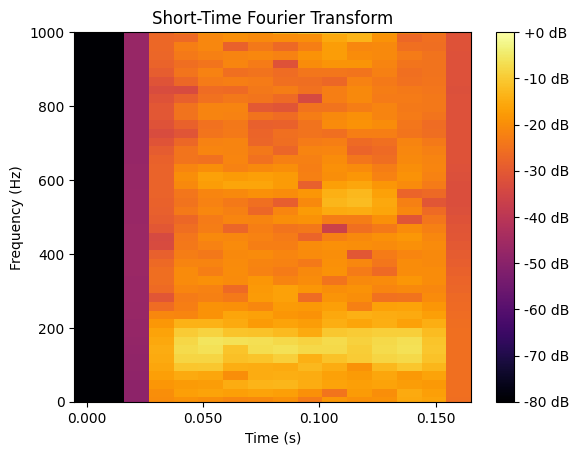 Short-Time Fourier Transform
1000
800
600
400
200
0
Frequency (Hz)
0.000
0.050
0.100
0.150
Time (s)
+0 dB
-10 dB
-20 dB
-30 dB
-40 dB
-50 dB
-60 dB
-70 dB
-80 dB